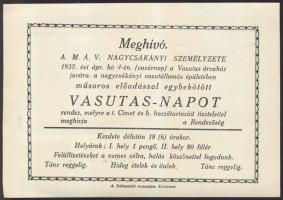 Meghívó.
A MÁV. NAGYCSÁKÁNYI SZEMÉLYZETE
1937. évi ápr. hó 4-én. (vasárnap) a Vasutas árvaház
javára. a nagycsákányi vasútállomás épületében
műsoros előadással egybekötött
VASUTAS-NAPOT
rendez, melyre a t. Cimet és b. hozzátartozóit tisztelettel
meghívja a Rendezőség
Kezdete délután 18 (6) órakor.
Helyárak: I. hely 1 pengő, II. hely 80 fillér.
Felülfizetéseket a nemes célra, hálás köszönettel fogadunk.
Tánc reggelig. Hideg ételek és italok. Tánc reggelig.